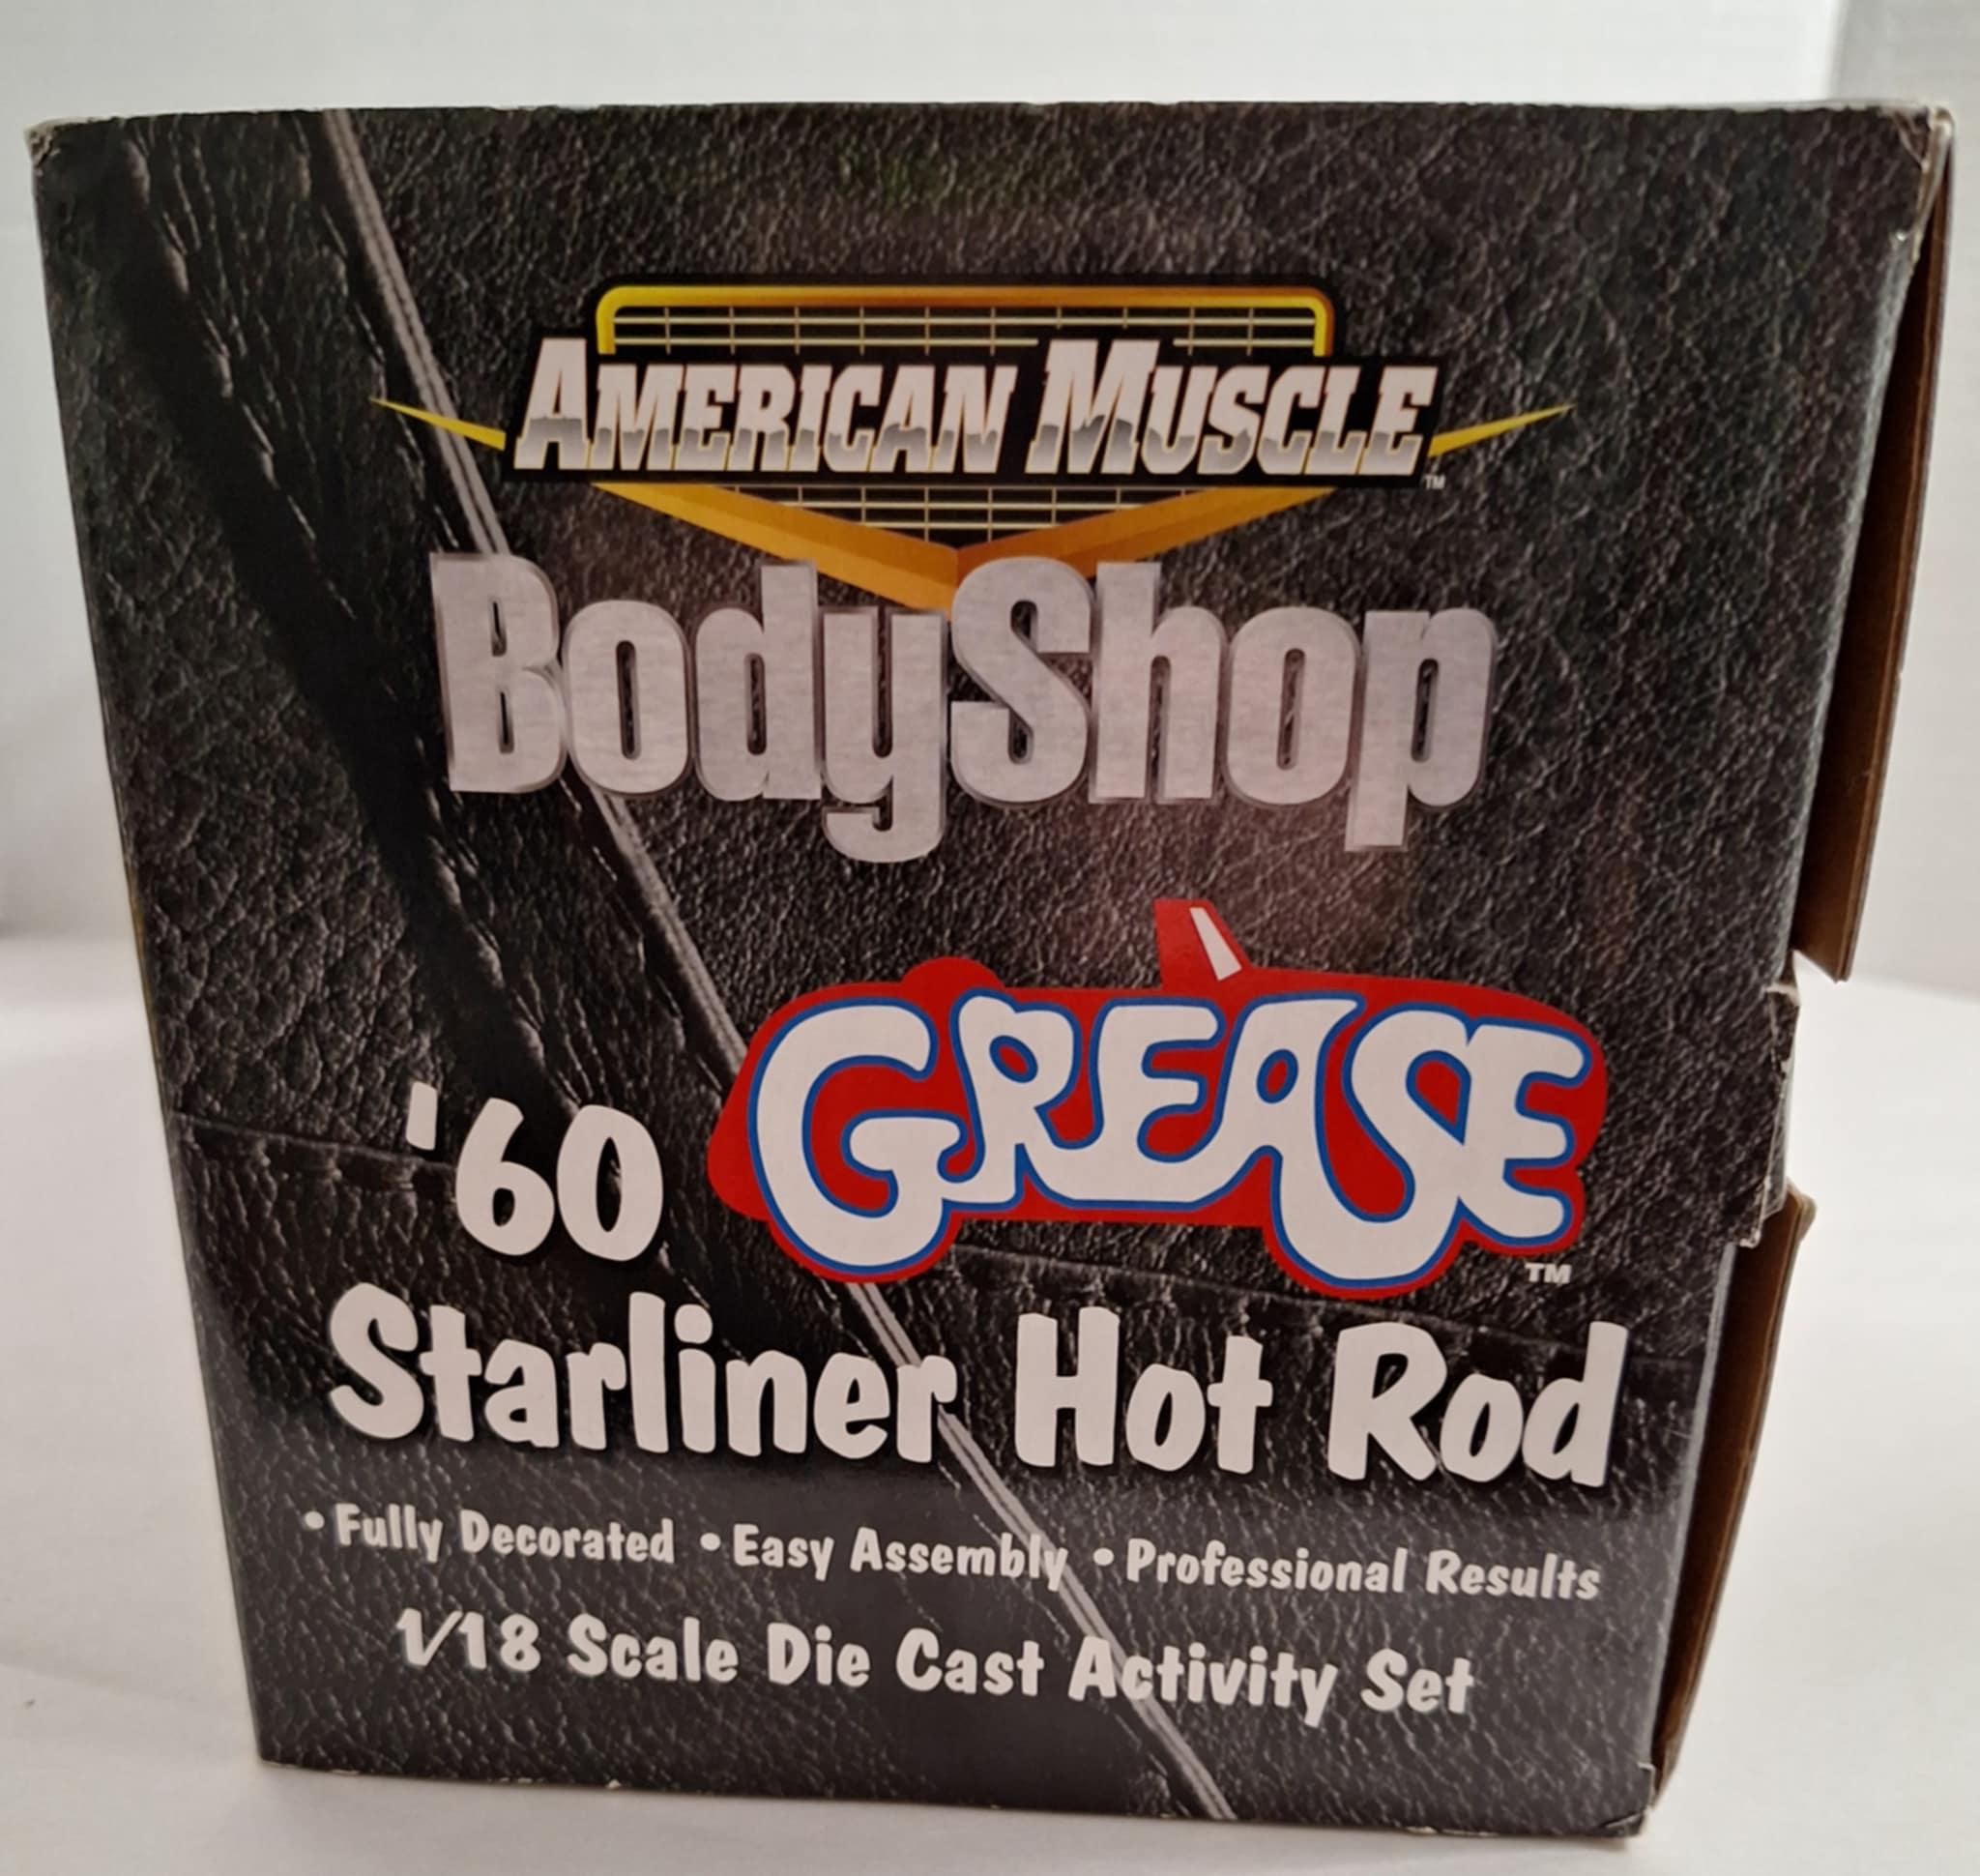 AMERICAN MUSCLE
TM
BodyShop
'60 GREASE
TM
Starliner Hot Rod
• Fully Decorated • Easy Assembly • Professional Results
1/18 Scale Die Cast Activity Set